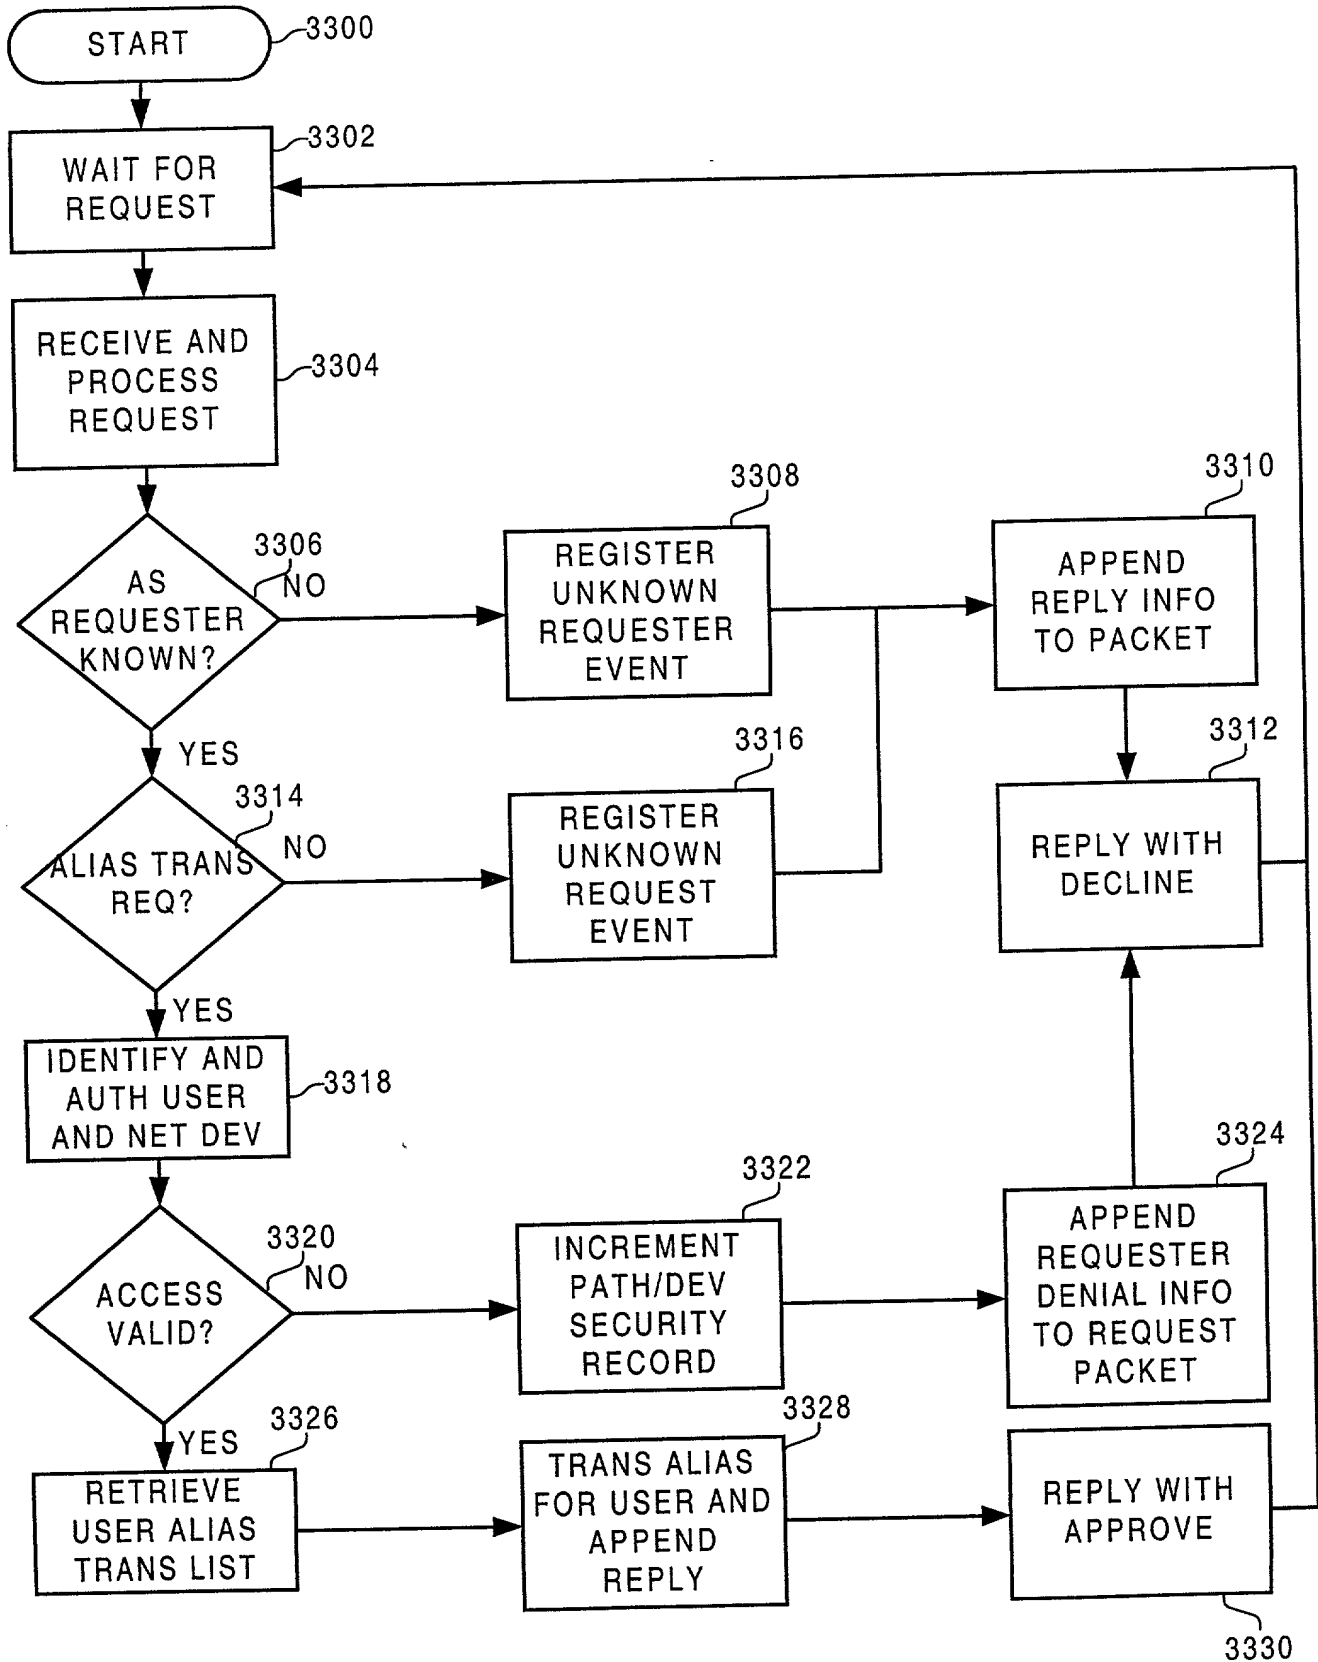 START
3300
3302
WAIT FOR
REQUEST
RECEIVE AND
PROCESS
REQUEST
3304
3306
NO
AS
REQUESTER
KNOWN?
3308
REGISTER
UNKNOWN
REQUESTER
EVENT
3310
APPEND
REPLY INFO
TO PACKET
YES
3314
NO
ALIAS TRANS
REQ?
3316
REGISTER
UNKNOWN
REQUEST
EVENT
3312
REPLY WITH
DECLINE
YES
IDENTIFY AND
AUTH USER
AND NET DEV
3318
3320
NO
ACCESS
VALID?
3322
INCREMENT
PATH/DEV
SECURITY
RECORD
3324
APPEND
REQUESTER
DENIAL INFO
TO REQUEST
PACKET
YES
3326
RETRIEVE
USER ALIAS
TRANS LIST
3328
TRANS ALIAS
FOR USER AND
APPEND
REPLY
REPLY WITH
APPROVE
3330